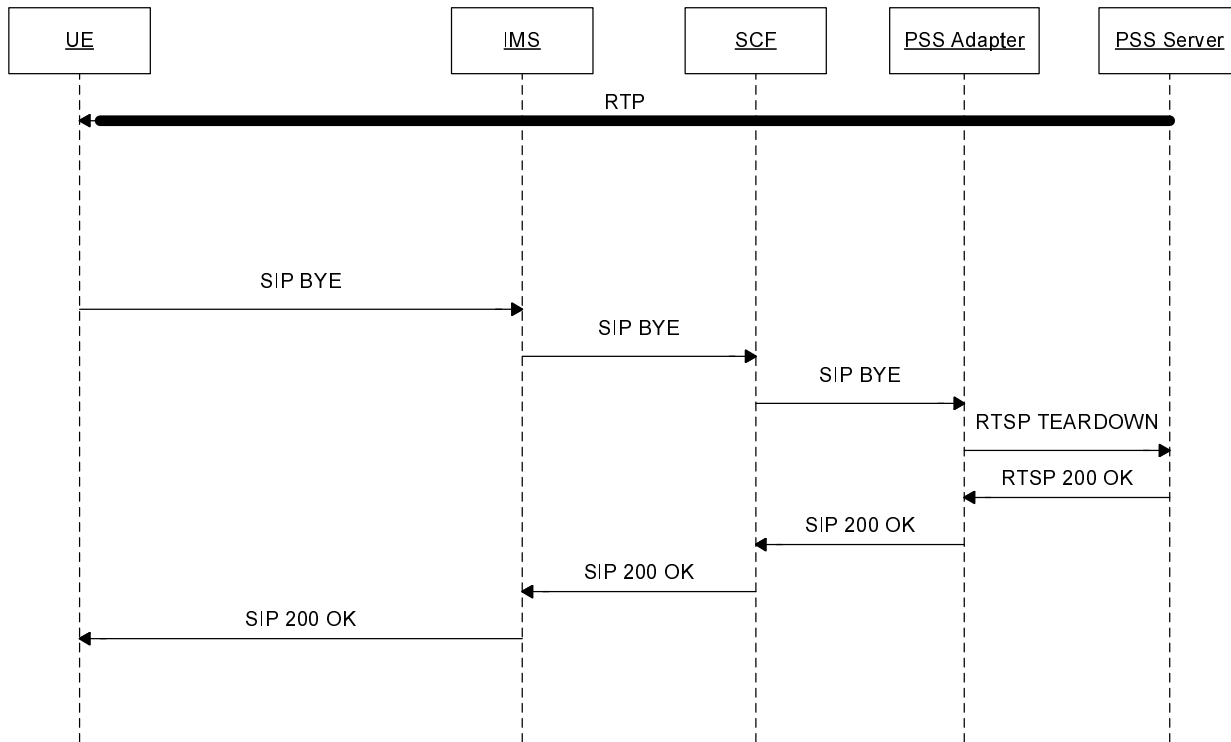 UE
IMS
SCF
PSS Adapter
PSS Server
RTP
SIP BYE
SIP BYE
SIP BYE
RTSP TEARDOWN
RTSP 200 OK
SIP 200 OK
SIP 200 OK
SIP 200 OK